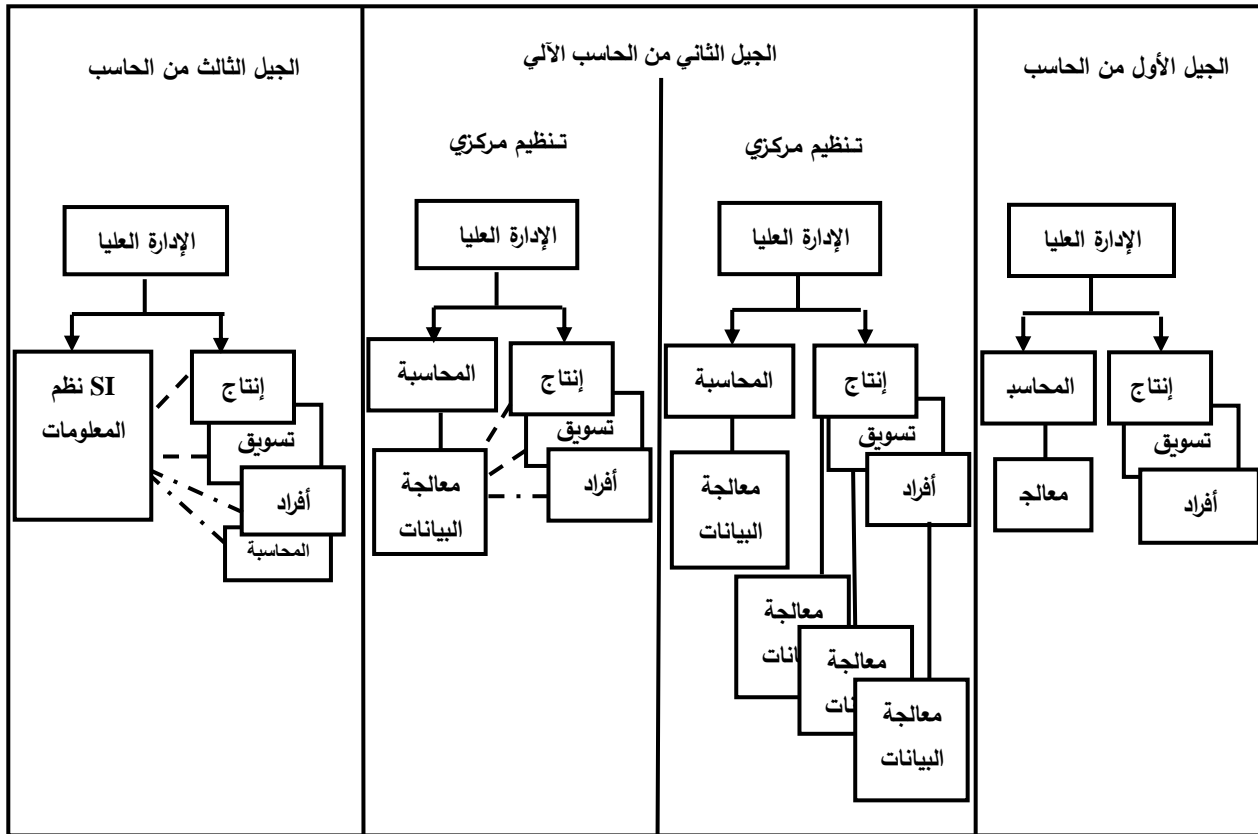 الجيل الأول من الحاسب
الإدارة العليا
المحاسب
إنتاج
تسويق
أفراد
معالج
الجيل الثاني من الحاسب الآلي
تـنظيم مركزي
الإدارة العليا
المحاسبة
إنتاج
تسويق
أفراد
معالجة
البيانات
معالجة
معالجة
معالجة
البيانات
تـنظيم مركزي
الإدارة العليا
المحاسبة
إنتاج
تسويق
أفراد
معالجة
البيانات
الجيل الثالث من الحاسب
الإدارة العليا
SI نظم
المعلومات
إنتاج
تسويق
أفراد
المحاسبة